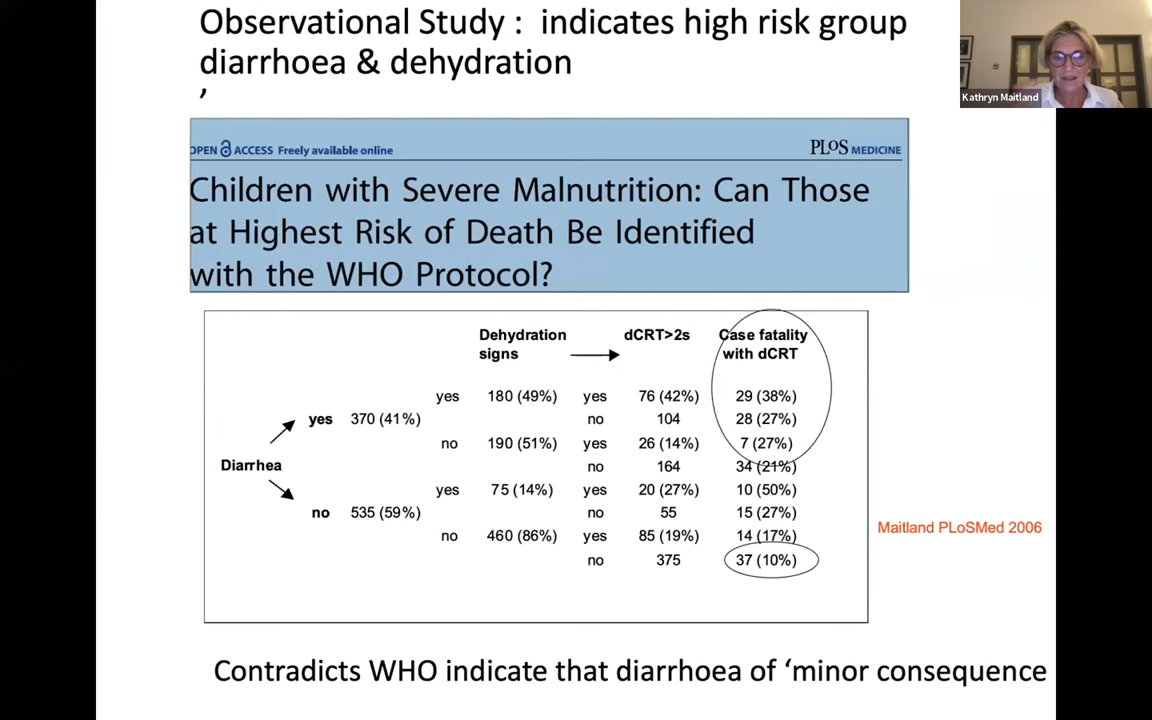 Observational Study : indicates high risk group
diarrhoea & dehydration
,
Kathryn Maitland
OPEN ACCESS Freely available online
PLoS MEDICINE
Children with Severe Malnutrition: Can Those
at Highest Risk of Death Be Identified
with the WHO Protocol?
Dehydration signs dCRT>2s Case fatality with dCRT
yes 180 (49%) yes 76 (42%) 29 (38%)
yes 370 (41%) no 104 28 (27%)
no 190 (51%) yes 26 (14%) 7 (27%)
Diarrhea no 164 34 (21%)
yes 75 (14%) yes 20 (27%) 10 (50%)
no 535 (59%) no 55 15 (27%)
no 460 (86%) yes 85 (19%) 14 (17%)
no 375 37 (10%)
Maitland PLoSMed 2006
Contradicts WHO indicate that diarrhoea of ‘minor consequence